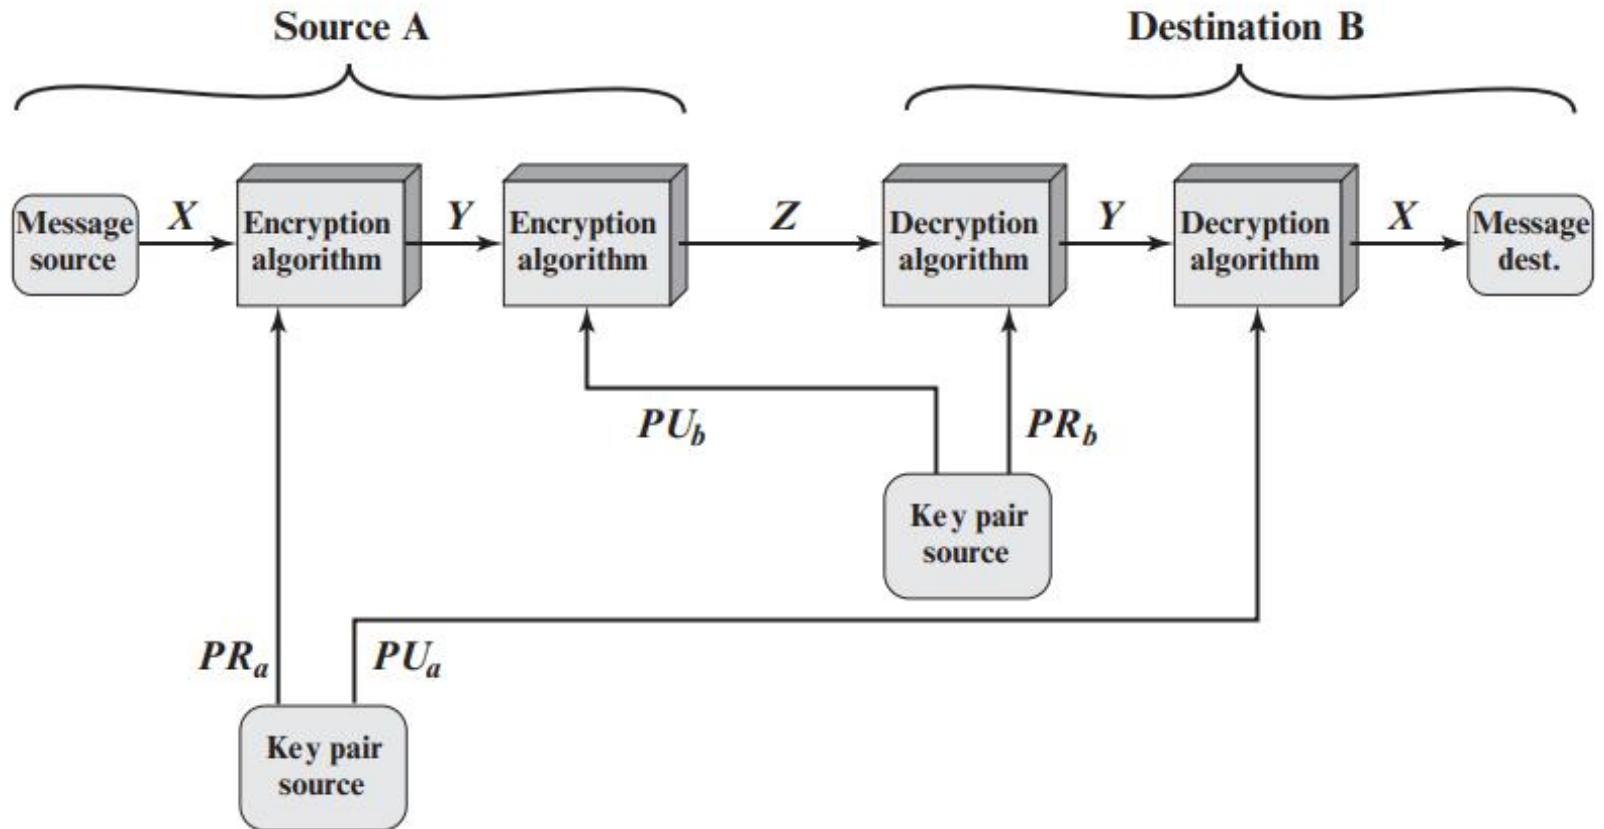 Source A
Destination B
Message
source
X
Encryption
algorithm
Y
Encryption
algorithm
Z
Decryption
algorithm
Y
Decryption
algorithm
X
Message
dest.
PUb
PRb
Key pair
source
PRa
PUa
Key pair
source